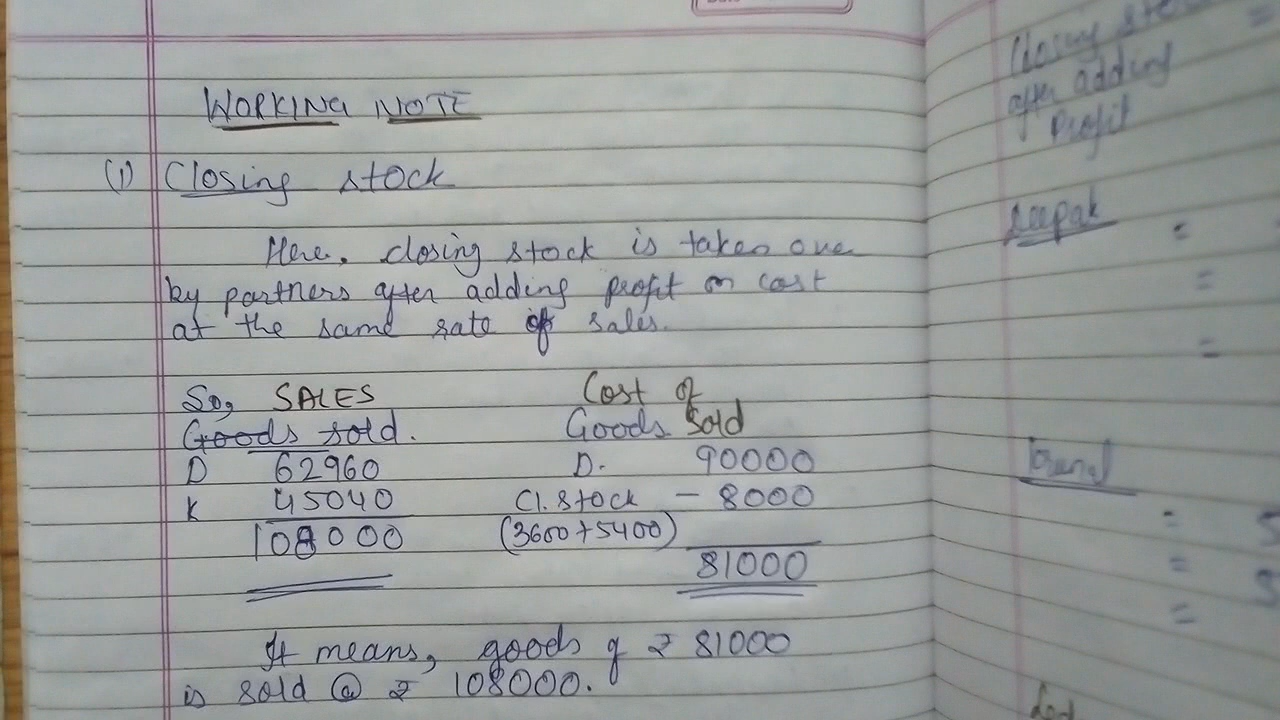 WORKING NOTE
(1) Closing stock
Here, closing stock is taken ove
by partners after adding profit on cost
at the same rate of sales.
So, SALES Cost of
Goods sold. Goods Sold
D 62960 D. 90000
K 45040 Cl. stock - 8000
108000 (3600+5400)
81000
It means, goods of ₹ 81000
is sold @ ₹ 108000.
Closing
after adding
Profit
Deepak
=
=
=
=
=
=